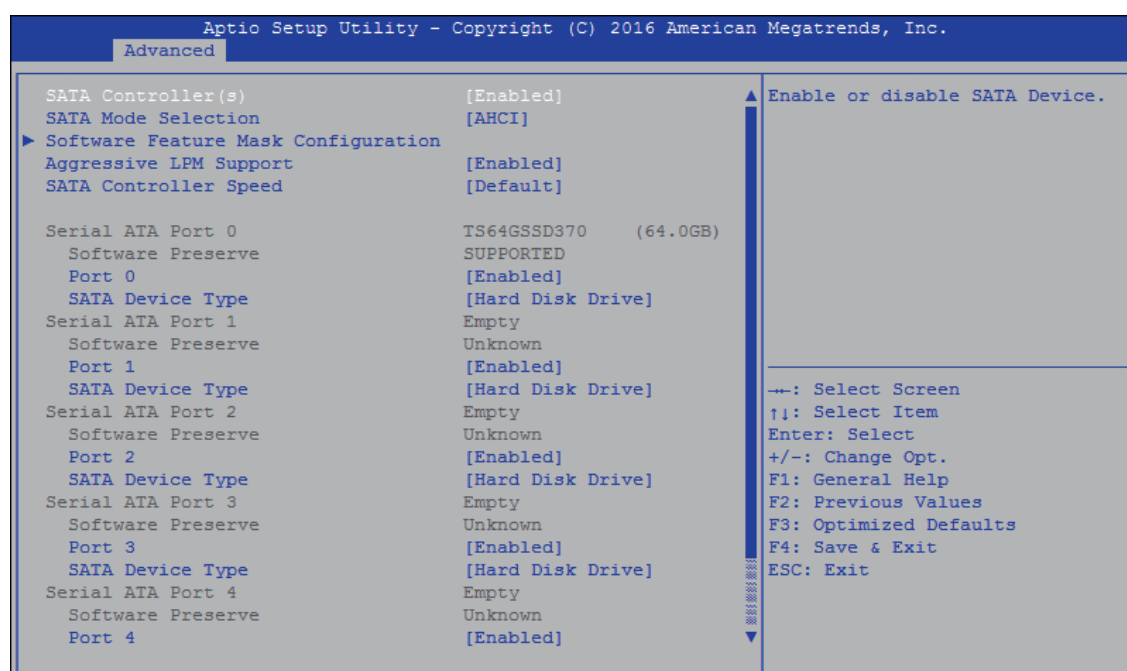 Aptio Setup Utility - Copyright (C) 2016 American Megatrends, Inc.
Advanced
SATA Controller(s) [Enabled]
SATA Mode Selection [AHCI]
► Software Feature Mask Configuration
Aggressive LPM Support [Enabled]
SATA Controller Speed [Default]
Serial ATA Port 0 TS64GSSD370 (64.0GB)
Software Preserve SUPPORTED
Port 0 [Enabled]
SATA Device Type [Hard Disk Drive]
Serial ATA Port 1 Empty
Software Preserve Unknown
Port 1 [Enabled]
SATA Device Type [Hard Disk Drive]
Serial ATA Port 2 Empty
Software Preserve Unknown
Port 2 [Enabled]
SATA Device Type [Hard Disk Drive]
Serial ATA Port 3 Empty
Software Preserve Unknown
Port 3 [Enabled]
SATA Device Type [Hard Disk Drive]
Serial ATA Port 4 Empty
Software Preserve Unknown
Port 4 [Enabled]
Enable or disable SATA Device.
→←: Select Screen
↑↓: Select Item
Enter: Select
+/-: Change Opt.
F1: General Help
F2: Previous Values
F3: Optimized Defaults
F4: Save & Exit
ESC: Exit